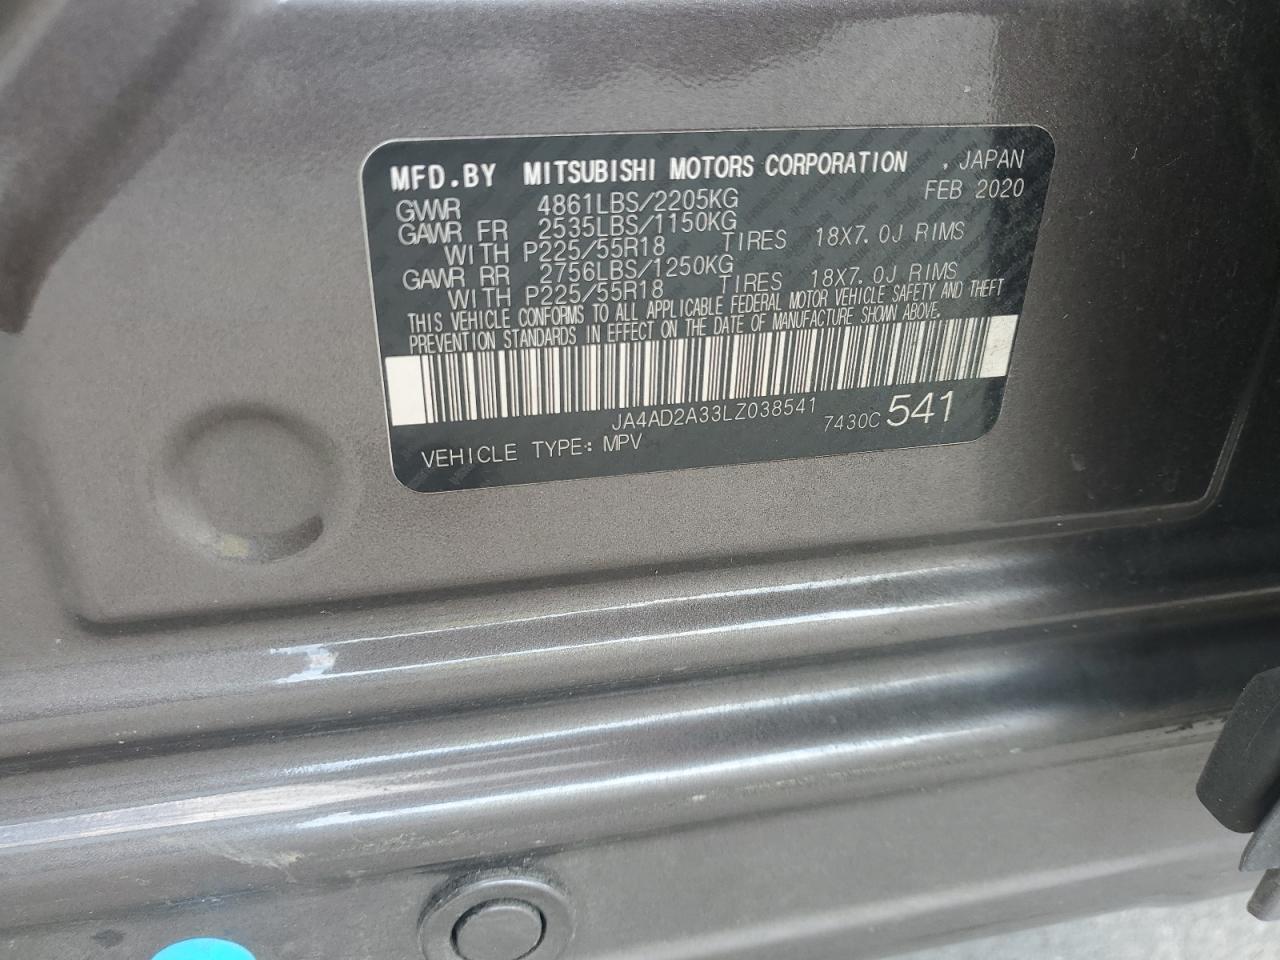 MFD.BY MITSUBISHI MOTORS CORPORATION , JAPAN
GVWR 4861LBS/2205KG FEB 2020
GAWR FR 2535LBS/1150KG
WITH P225/55R18 TIRES 18X7.0J RIMS
GAWR RR 2756LBS/1250KG
WITH P225/55R18 TIRES 18X7.0J RIMS
THIS VEHICLE CONFORMS TO ALL APPLICABLE FEDERAL MOTOR VEHICLE SAFETY AND THEFT
PREVENTION STANDARDS IN EFFECT ON THE DATE OF MANUFACTURE SHOWN ABOVE.
JA4AD2A33LZ038541
7430C 541
VEHICLE TYPE: MPV